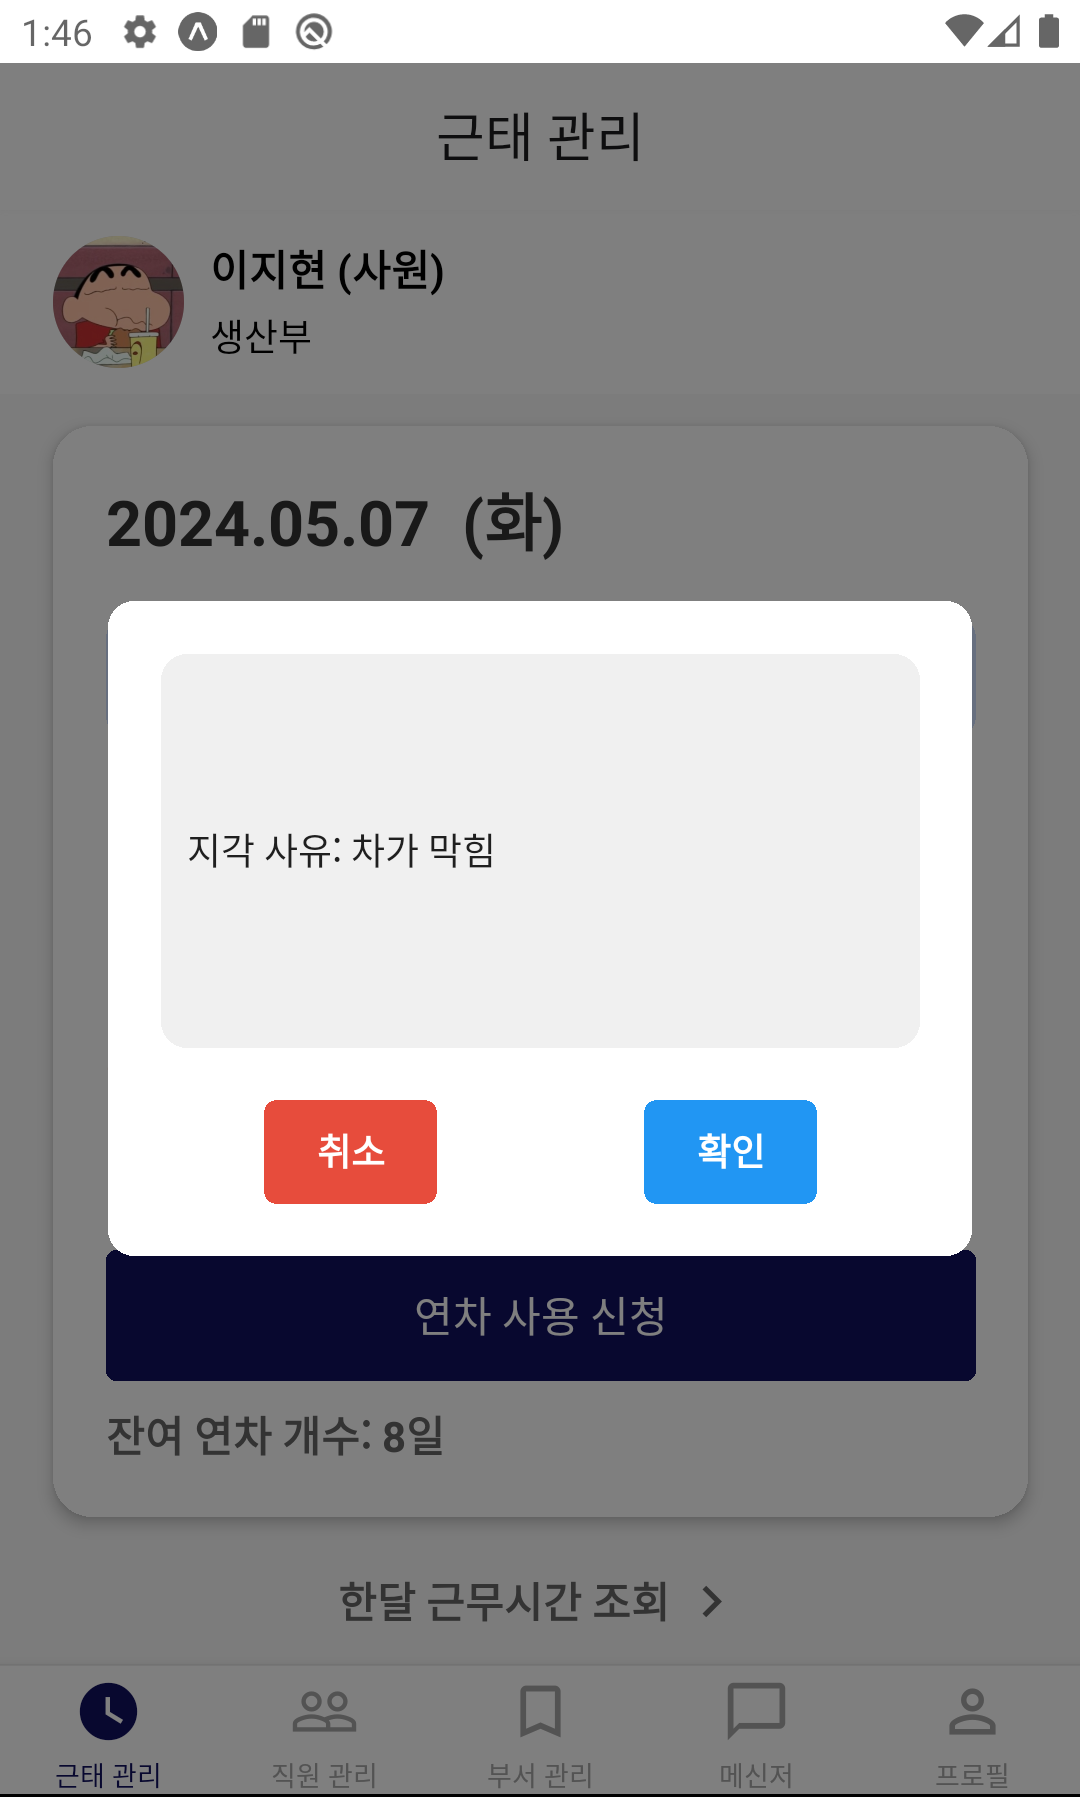 1:46
근태 관리
이지현 (사원)
생산부
2024.05.07 (화)
지각 사유: 차가 막힘
취소
확인
연차 사용 신청
잔여 연차 개수: 8일
한달 근무시간 조회
근태 관리
직원 관리
부서 관리
메신저
프로필